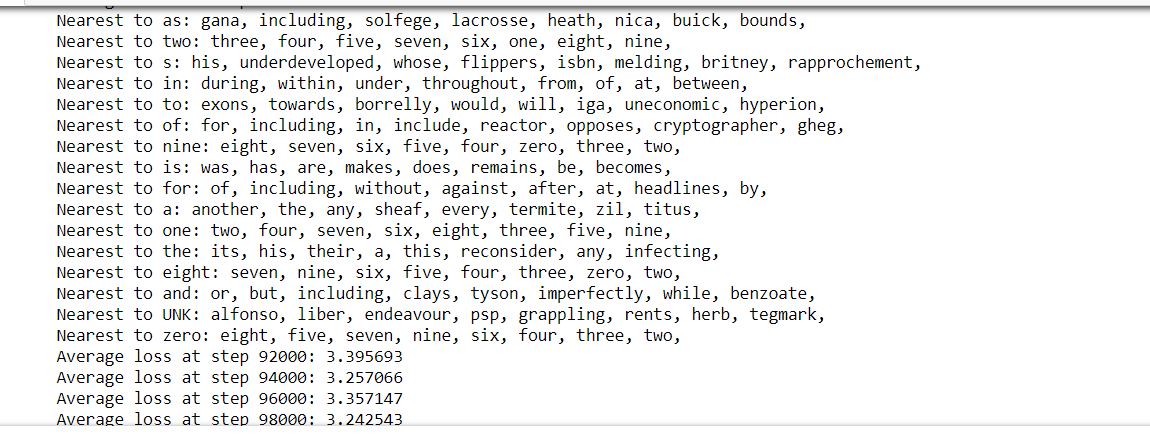 Nearest to as: gana, including, solfege, lacrosse, heath, nica, buick, bounds,
Nearest to two: three, four, five, seven, six, one, eight, nine,
Nearest to s: his, underdeveloped, whose, flippers, isbn, melding, britney, rapprochement,
Nearest to in: during, within, under, throughout, from, of, at, between,
Nearest to to: exons, towards, borrelly, would, will, iga, uneconomic, hyperion,
Nearest to of: for, including, in, include, reactor, opposes, cryptographer, gheg,
Nearest to nine: eight, seven, six, five, four, zero, three, two,
Nearest to is: was, has, are, makes, does, remains, be, becomes,
Nearest to for: of, including, without, against, after, at, headlines, by,
Nearest to a: another, the, any, sheaf, every, termite, zil, titus,
Nearest to one: two, four, seven, six, eight, three, five, nine,
Nearest to the: its, his, their, a, this, reconsider, any, infecting,
Nearest to eight: seven, nine, six, five, four, three, zero, two,
Nearest to and: or, but, including, clays, tyson, imperfectly, while, benzoate,
Nearest to UNK: alfonso, liber, endeavour, psp, grappling, rents, herb, tegmark,
Nearest to zero: eight, five, seven, nine, six, four, three, two,
Average loss at step 92000: 3.395693
Average loss at step 94000: 3.257066
Average loss at step 96000: 3.357147
Average loss at step 98000: 3.242543